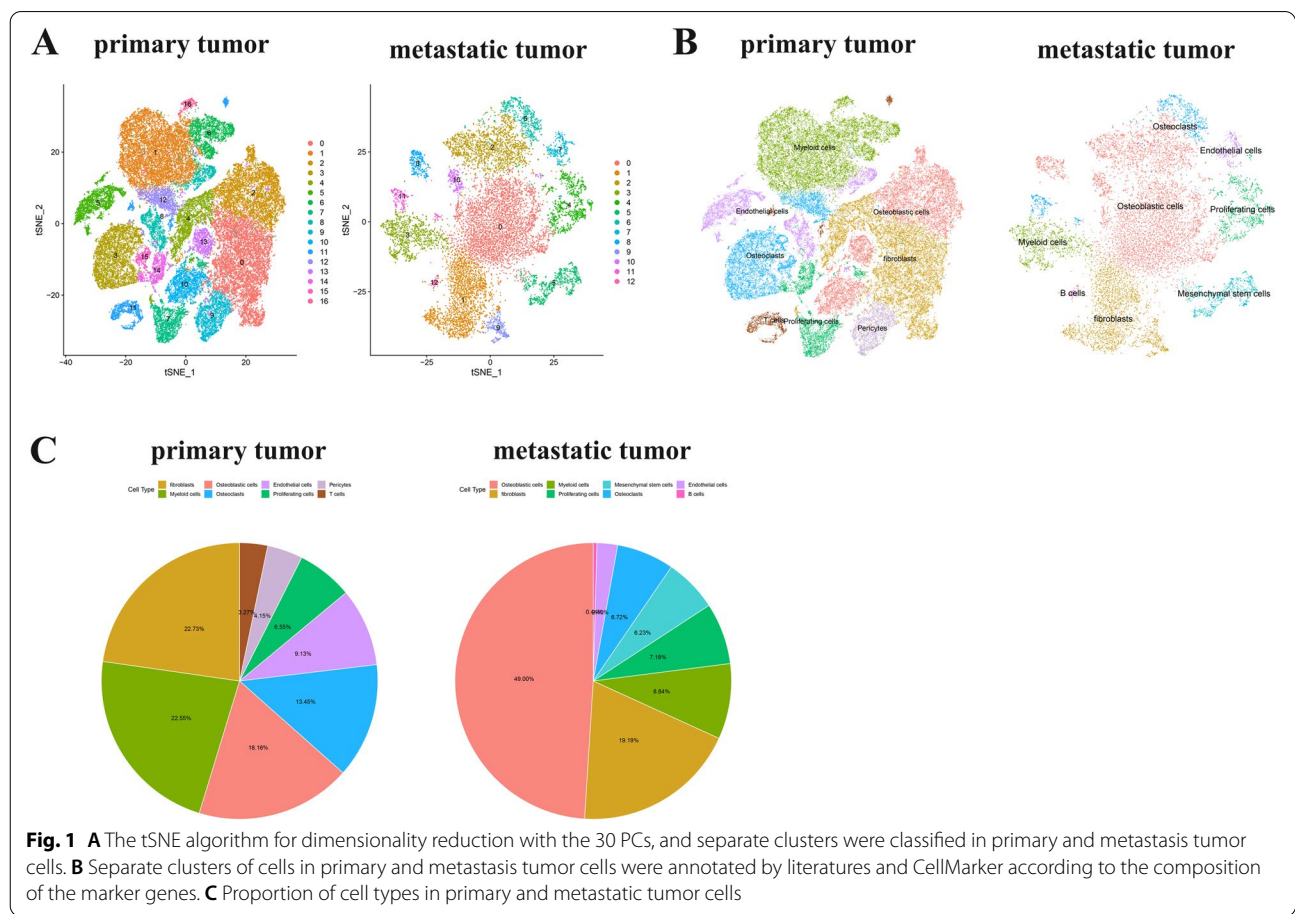 A
primary tumor
metastatic tumor
tSNE_2
20
0
−20
−40
−20
0
20
tSNE_1
0
1
2
3
4
5
6
7
8
9
10
11
12
13
14
15
16
16
6
1
2
5
12
8
4
13
3
15
14
0
10
11
7
9
tSNE_2
25
0
−25
−25
0
25
tSNE_1
0
1
2
3
4
5
6
7
8
9
10
11
12
6
2
7
8
10
11
4
0
3
5
12
1
9
B
primary tumor
metastatic tumor
Myeloid cells
Endothelial cells
Osteoblastic cells
Osteoclasts
fibroblasts
T cells
Proliferating cells
Pericytes
Osteoclasts
Endothelial cells
Osteoblastic cells
Proliferating cells
Myeloid cells
B cells
Mesenchymal stem cells
fibroblasts
C
primary tumor
metastatic tumor
Cell Type
fibroblasts
Osteoblastic cells
Endothelial cells
Pericytes
Myeloid cells
Osteoclasts
Proliferating cells
T cells
3.27%
4.15%
6.55%
22.73%
9.13%
13.45%
22.55%
18.16%
Cell Type
Osteoblastic cells
Myeloid cells
Mesenchymal stem cells
Endothelial cells
fibroblasts
Proliferating cells
Osteoclasts
B cells
6.72%
6.23%
7.18%
49.00%
8.84%
19.19%
Fig. 1 A The tSNE algorithm for dimensionality reduction with the 30 PCs, and separate clusters were classified in primary and metastasis tumor
cells. B Separate clusters of cells in primary and metastasis tumor cells were annotated by literatures and CellMarker according to the composition
of the marker genes. C Proportion of cell types in primary and metastatic tumor cells